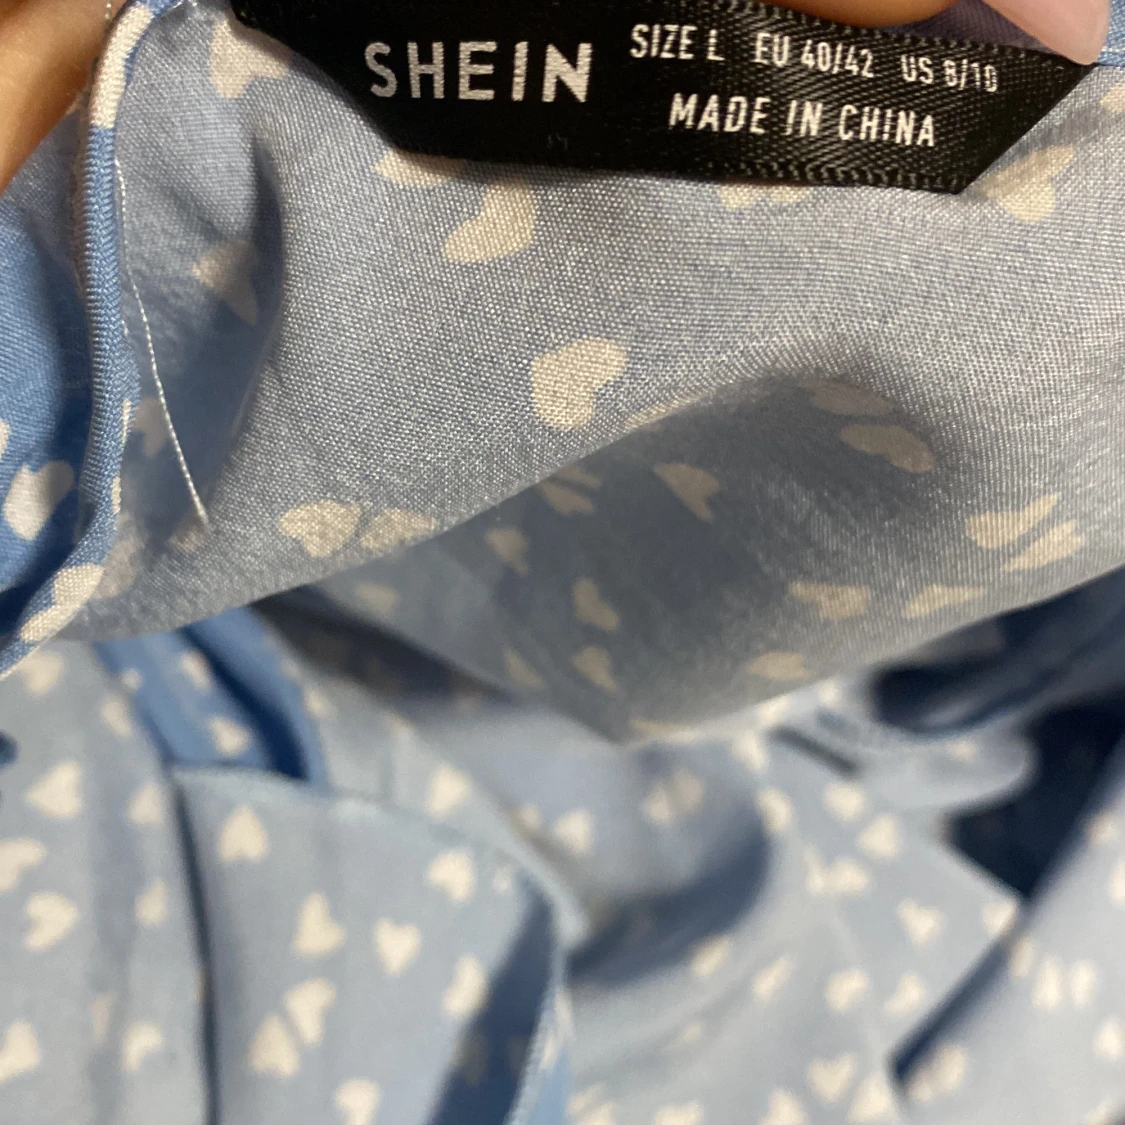 SHEIN
SIZE L EU 40/42 US 8/10
MADE IN CHINA